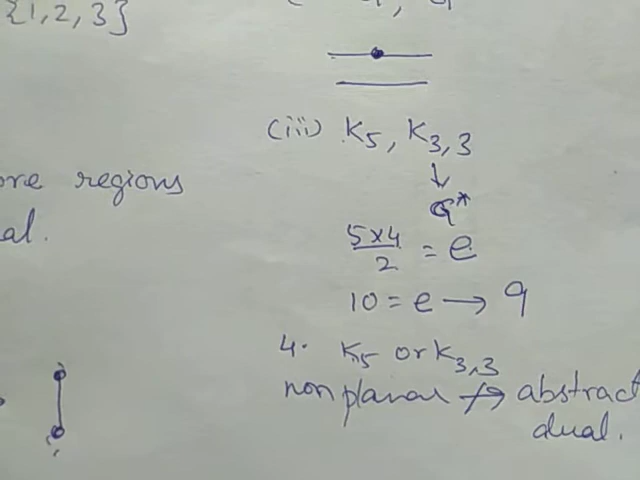 {1, 2, 3}
regions
al.
(iii) K5, K3,3
↓
G*
5×4/2 = e
10 = e → 9
4. K5 or K3,3
non planar ↛ abstract
dual.